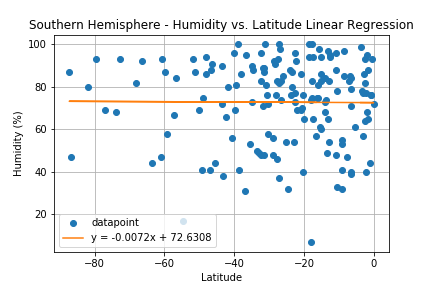 Southern Hemisphere - Humidity vs. Latitude Linear Regression
100
80
60
40
20
Humidity (%)
datapoint
y = -0.0072x + 72.6308
−80
−60
−40
−20
0
Latitude